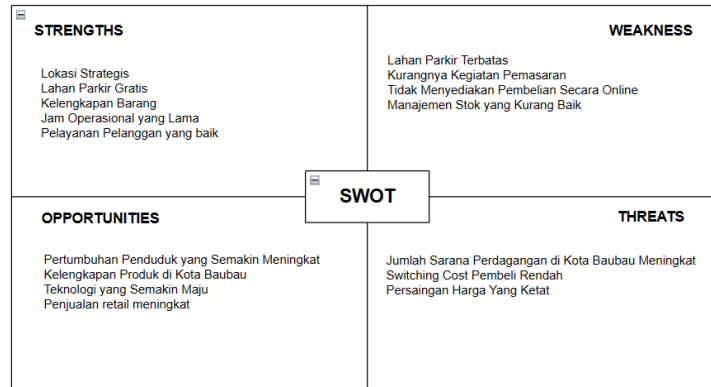 STRENGTHS
Lokasi Strategis
Lahan Parkir Gratis
Kelengkapan Barang
Jam Operasional yang Lama
Pelayanan Pelanggan yang baik
WEAKNESS
Lahan Parkir Terbatas
Kurangnya Kegiatan Pemasaran
Tidak Menyediakan Pembelian Secara Online
Manajemen Stok yang Kurang Baik
SWOT
OPPORTUNITIES
Pertumbuhan Penduduk yang Semakin Meningkat
Kelengkapan Produk di Kota Baubau
Teknologi yang Semakin Maju
Penjualan retail meningkat
THREATS
Jumlah Sarana Perdagangan di Kota Baubau Meningkat
Switching Cost Pembeli Rendah
Persaingan Harga Yang Ketat